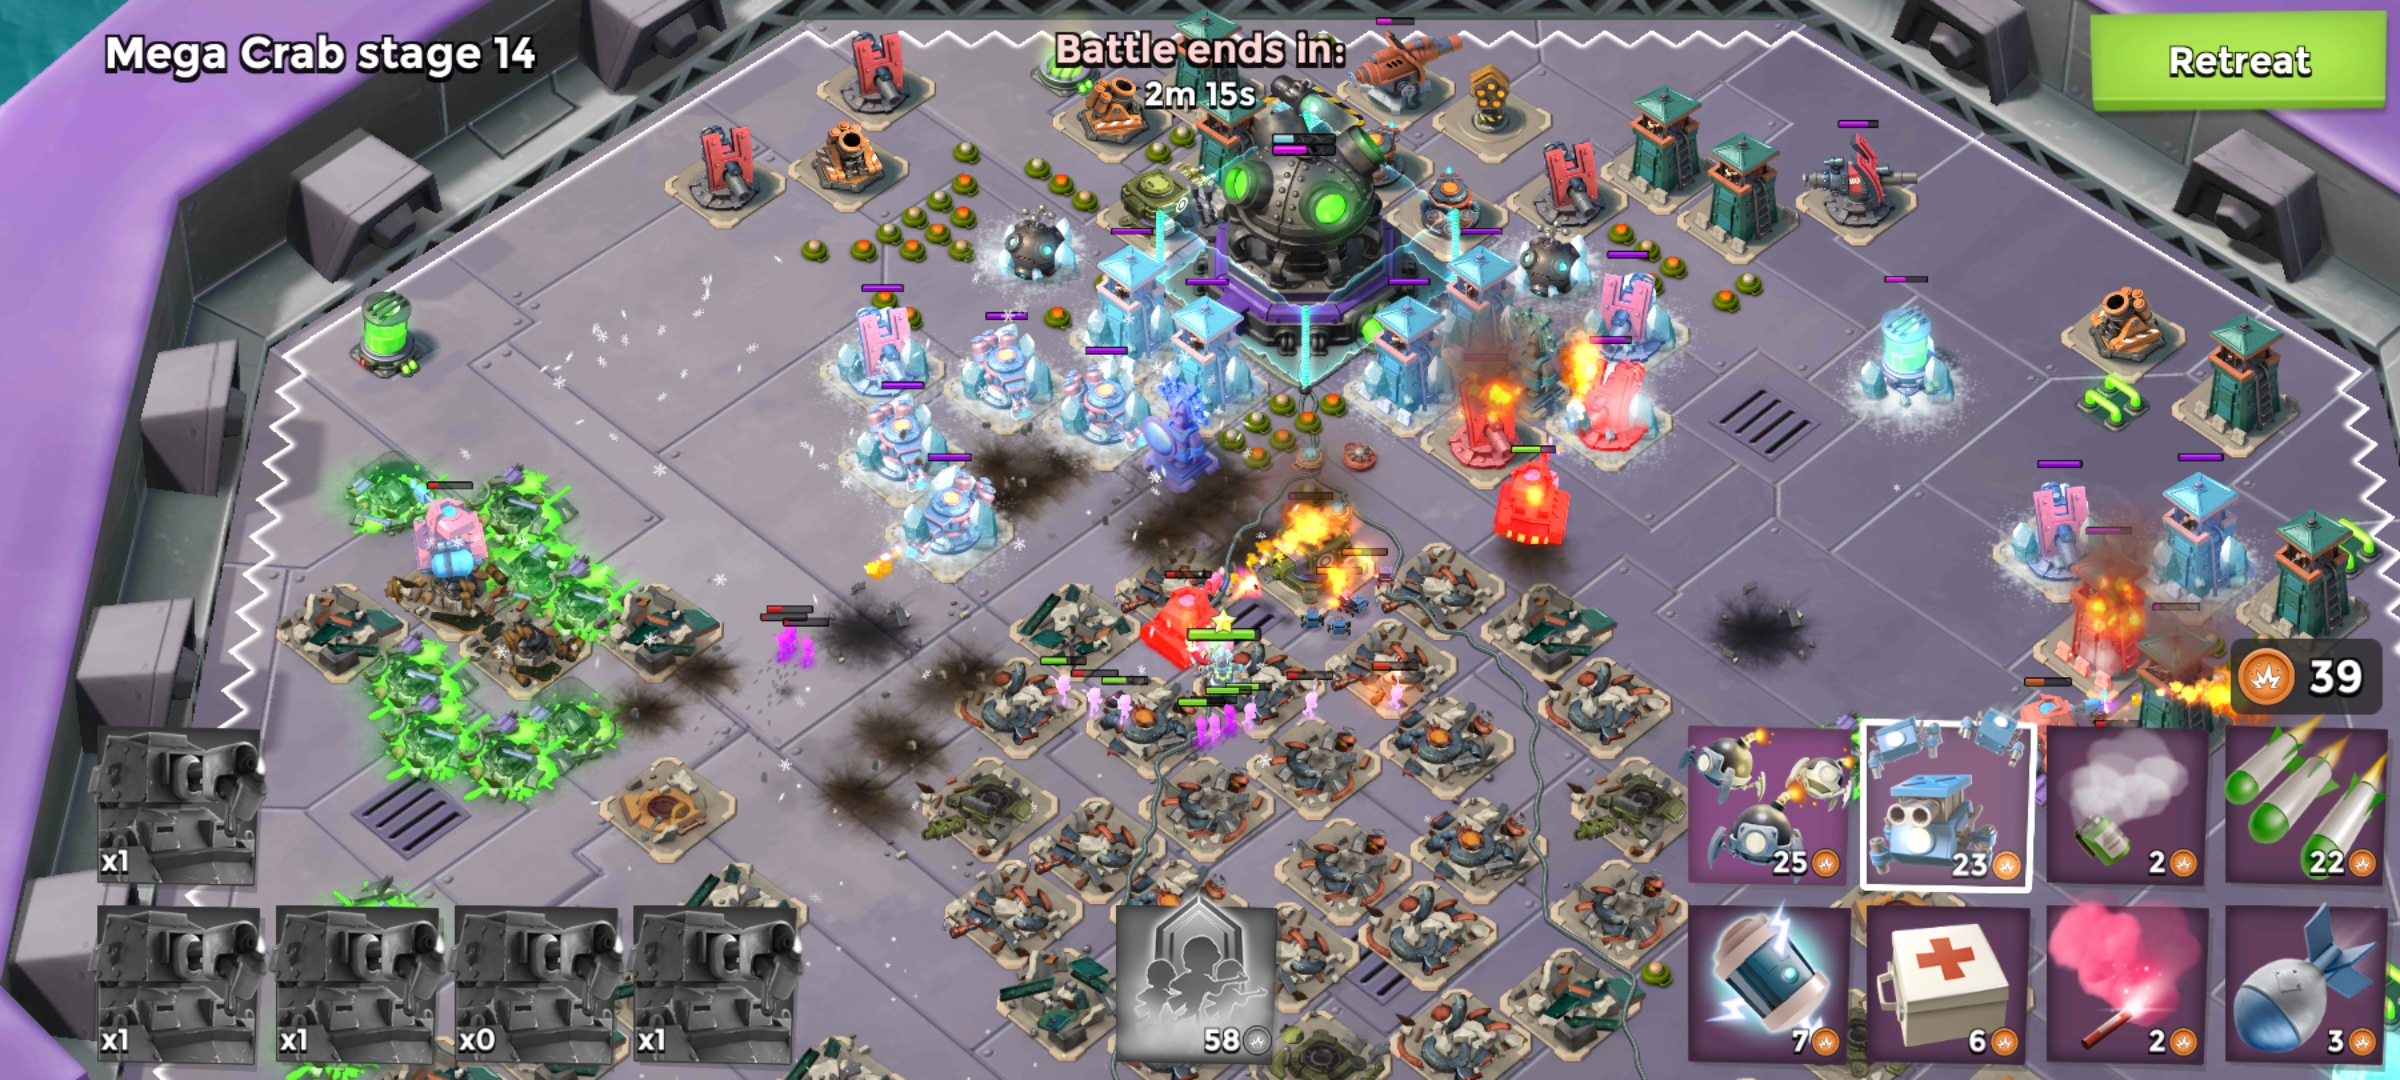 Mega Crab stage 14
Battle ends in:
2m 15s
Retreat
39
25
23
2
22
7
6
2
3
x1
x1
x1
x0
x1
58